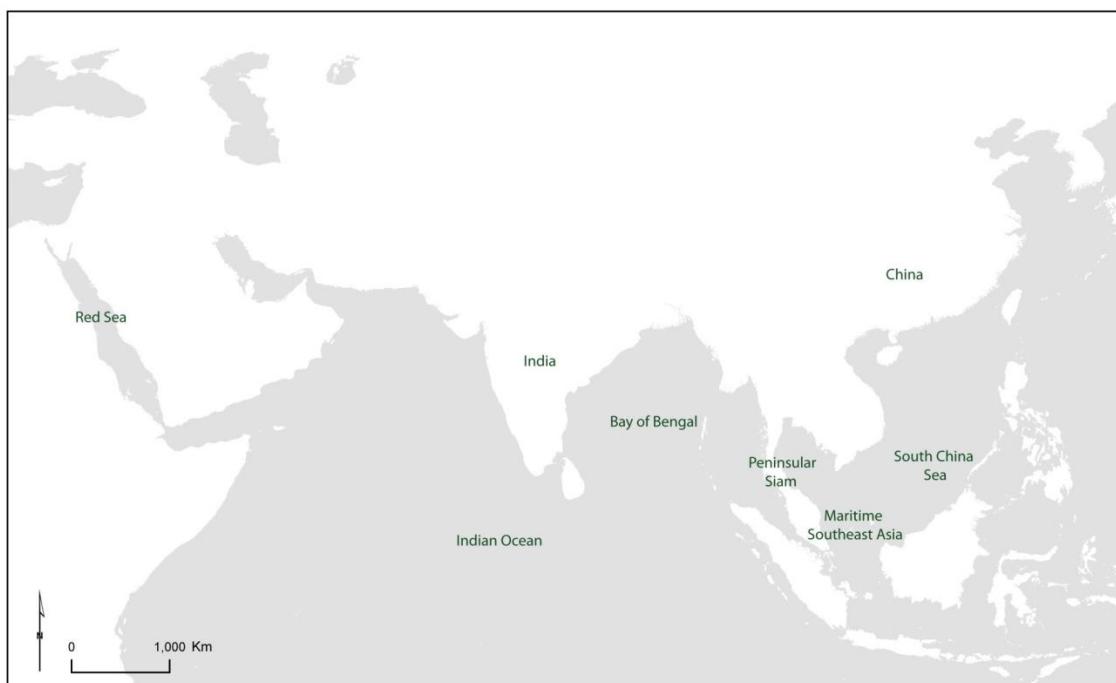 China
Red Sea
India
Bay of Bengal
Peninsular
Siam
South China
Sea
Maritime
Southeast Asia
Indian Ocean
N
0
1,000 Km